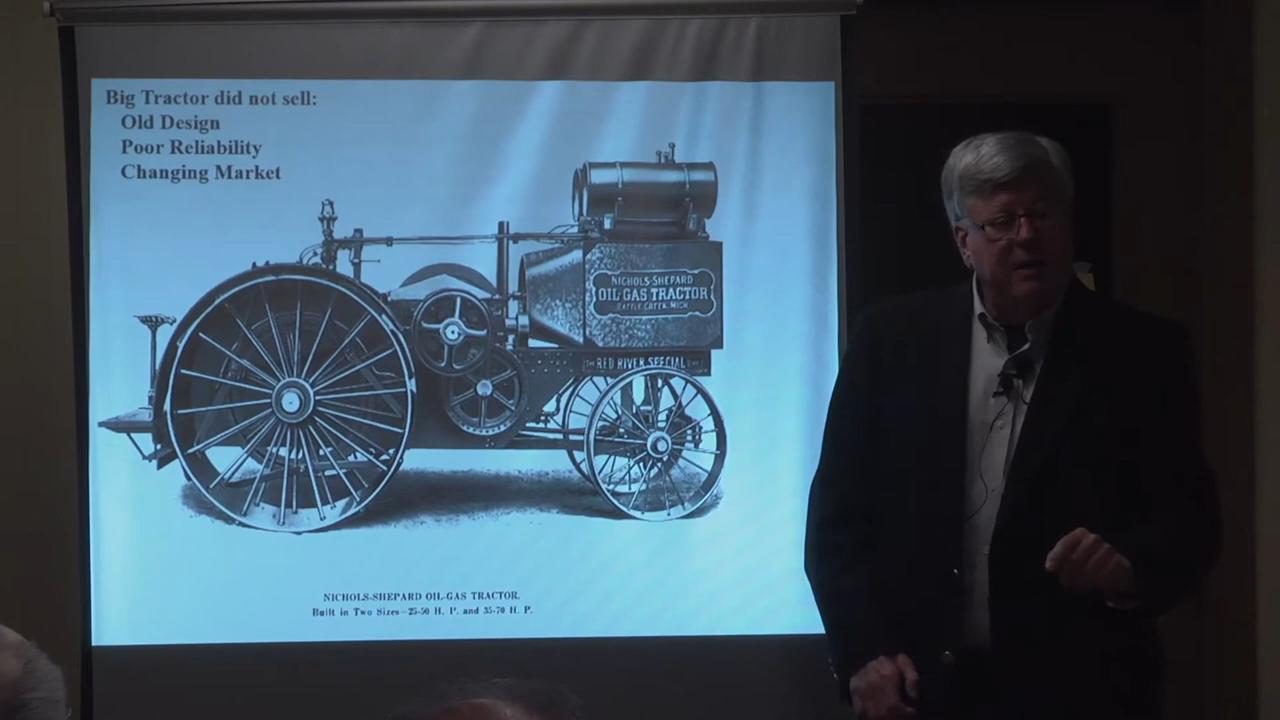 Big Tractor did not sell:
Old Design
Poor Reliability
Changing Market
NICHOLS-SHEPARD
OIL-GAS TRACTOR
BATTLE CREEK, MICH.
RED RIVER SPECIAL
NICHOLS-SHEPARD OIL-GAS TRACTOR.
Built in Two Sizes—25-50 H. P. and 35-70 H. P.